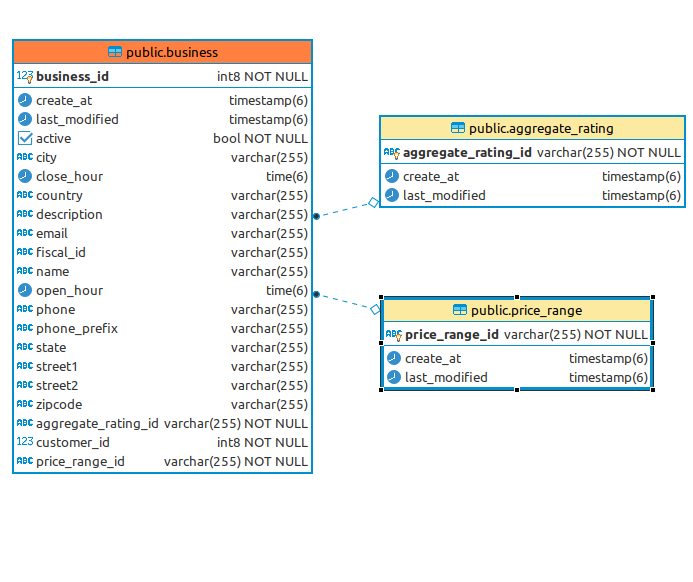 public.business
123 business_id int8 NOT NULL
create_at timestamp(6)
last_modified timestamp(6)
active bool NOT NULL
ABC city varchar(255)
close_hour time(6)
ABC country varchar(255)
ABC description varchar(255)
ABC email varchar(255)
ABC fiscal_id varchar(255)
ABC name varchar(255)
open_hour time(6)
ABC phone varchar(255)
ABC phone_prefix varchar(255)
ABC state varchar(255)
ABC street1 varchar(255)
ABC street2 varchar(255)
ABC zipcode varchar(255)
ABC aggregate_rating_id varchar(255) NOT NULL
123 customer_id int8 NOT NULL
ABC price_range_id varchar(255) NOT NULL
public.aggregate_rating
ABC aggregate_rating_id varchar(255) NOT NULL
create_at timestamp(6)
last_modified timestamp(6)
public.price_range
ABC price_range_id varchar(255) NOT NULL
create_at timestamp(6)
last_modified timestamp(6)